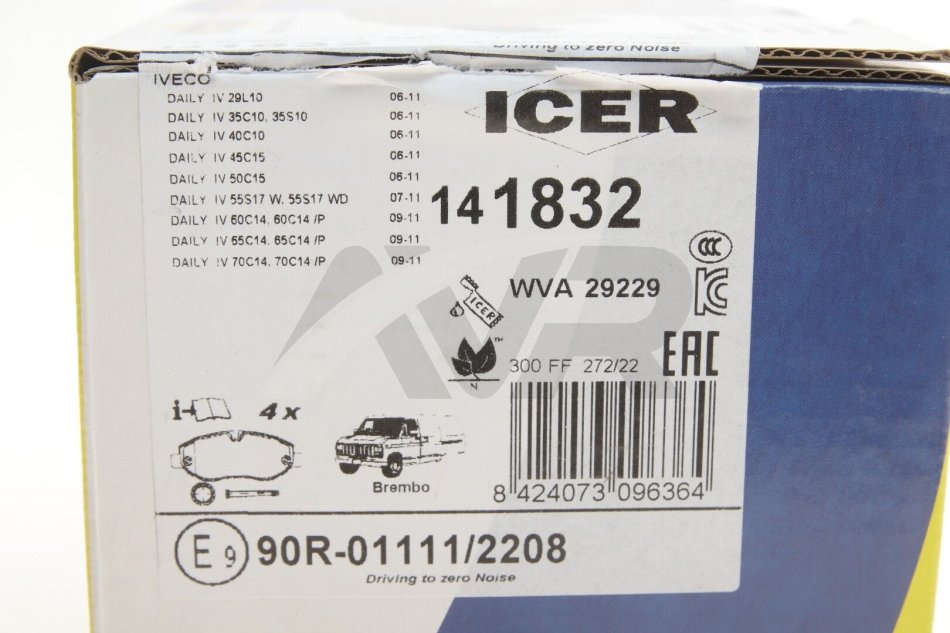 Driving to zero Noise
IVECO
DAILY IV 29L10 06-11
DAILY IV 35C10, 35S10 06-11
DAILY IV 40C10 06-11
DAILY IV 45C15 06-11
DAILY IV 50C15 06-11
DAILY IV 55S17 W, 55S17 WD 07-11
DAILY IV 60C14, 60C14 /P 09-11
DAILY IV 65C14, 65C14 /P 09-11
DAILY IV 70C14, 70C14 /P 09-11
ICER
141832
CCC
WVA 29229
KC
ICER
TM
300 FF 272/22
EAC
4 x
Brembo
8 424073 096364
E9 90R-01111/2208
Driving to zero Noise